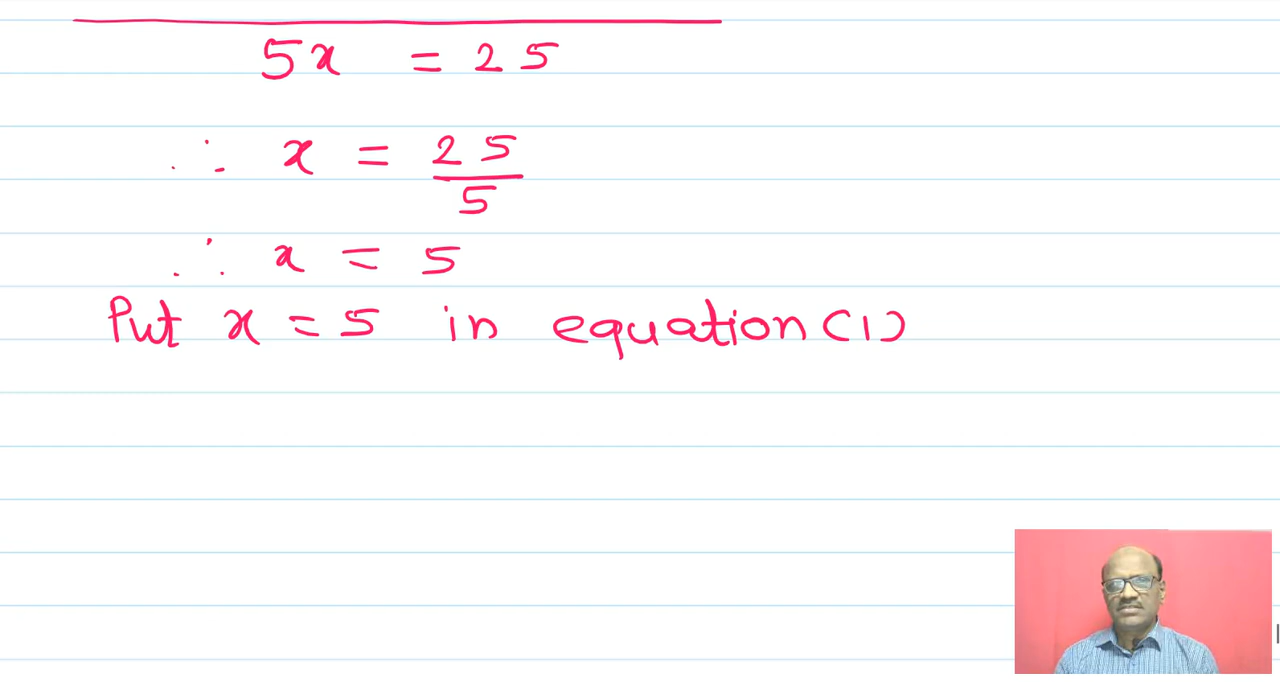 5x = 25
∴ x = 25/5
∴ x = 5
Put x = 5 in equation (1)